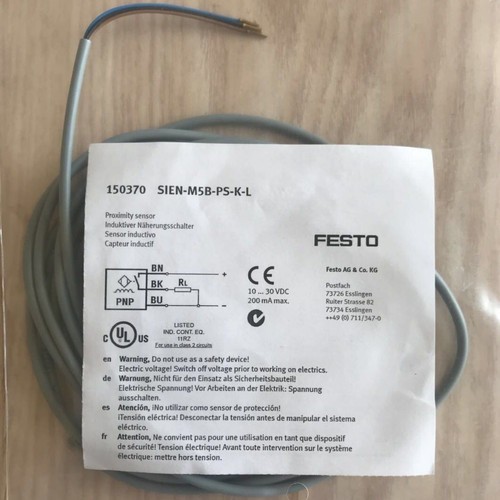 150370 SIEN-M5B-PS-K-L
Proximity sensor
Induktiver Näherungsschalter
Sensor inductivo
Capteur inductif
FESTO
BN
+
BK
RL
PNP
BU
–
CE
10 ... 30 VDC
200 mA max.
Festo AG & Co. KG
Postfach
73726 Esslingen
Ruiter Strasse 82
73734 Esslingen
++49 (0) 711/347-0
C UL US
LISTED
IND. CONT. EQ.
11RZ
For use in class 2 circuits
en Warning, Do not use as a safety device!
Electric voltage! Switch off voltage prior to working on electrics.
de Warnung, Nicht für den Einsatz als Sicherheitsbauteil!
Elektrische Spannung! Vor Arbeiten an der Elektrik: Spannung
ausschalten.
es Atención, ¡No utilizar como sensor de protección!
¡Tensión eléctrica! Desconectar la tensión antes de manipular el sistema
eléctrico.
fr Attention, Ne convient pas pour une utilisation en tant que dispositif
de sécurité! Tension électrique! Avant toute intervention sur le système
électrique: mettre hors tension.